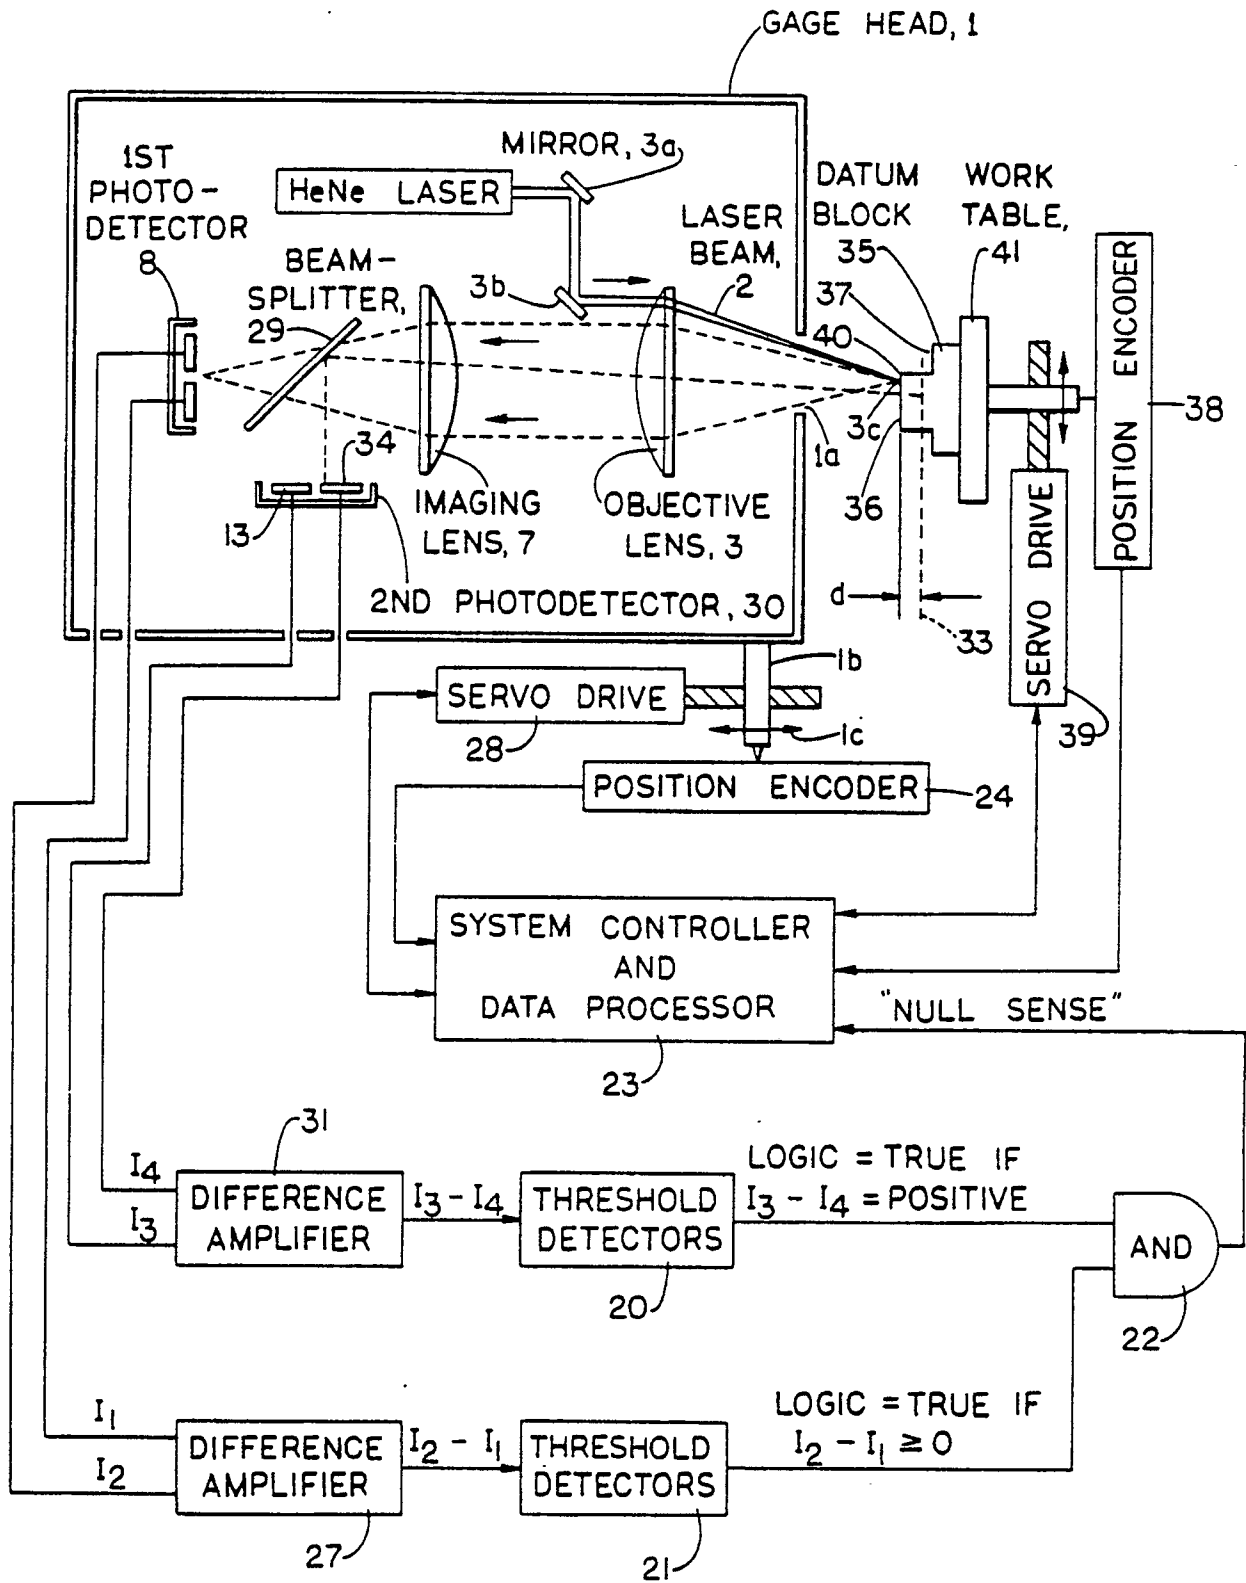 GAGE HEAD, 1
1ST
PHOTO-
DETECTOR
8
MIRROR, 3a
HeNe LASER
BEAM-
SPLITTER,
29
3b
LASER
BEAM,
2
DATUM
BLOCK
35
WORK
TABLE,
41
37
40
3c
1a
36
POSITION ENCODER
38
34
13
IMAGING
LENS, 7
OBJECTIVE
LENS, 3
2ND PHOTODETECTOR, 30
d
33
SERVO DRIVE
39
1b
SERVO DRIVE
28
1c
POSITION ENCODER
24
SYSTEM CONTROLLER
AND
DATA PROCESSOR
23
"NULL SENSE"
31
I4
I3
DIFFERENCE
AMPLIFIER
I3 - I4
THRESHOLD
DETECTORS
20
LOGIC = TRUE IF
I3 - I4 = POSITIVE
AND
22
I1
I2
DIFFERENCE
AMPLIFIER
27
I2 - I1
THRESHOLD
DETECTORS
21
LOGIC = TRUE IF
I2 - I1 ≥ 0